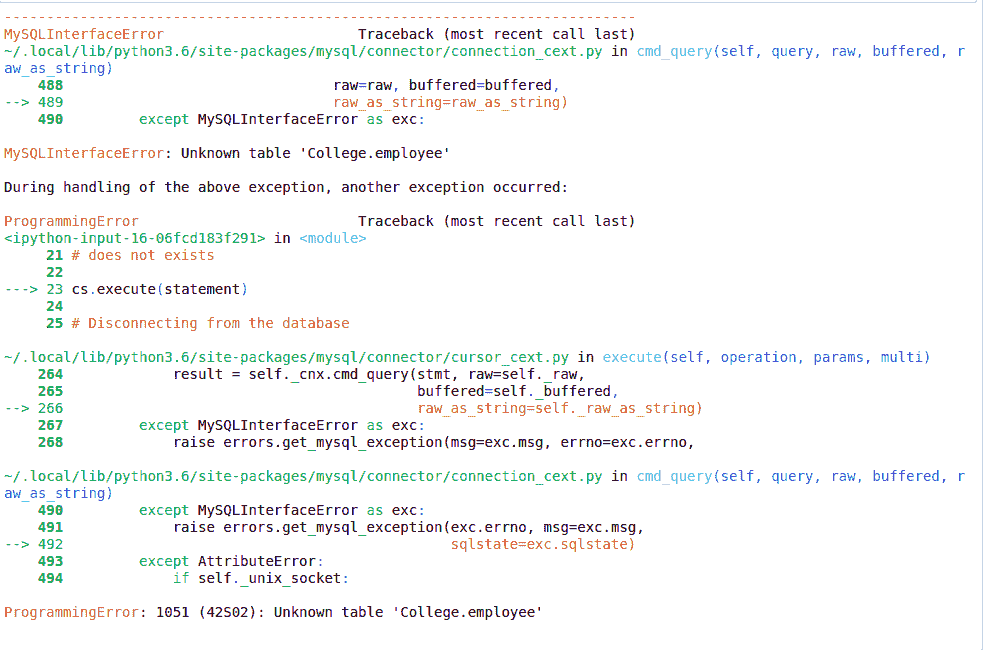 ---------------------------------------------------------------------------
MySQLInterfaceError                       Traceback (most recent call last)
~/.local/lib/python3.6/site-packages/mysql/connector/connection_cext.py in cmd_query(self, query, raw, buffered, r
aw_as_string)
    488                                raw=raw, buffered=buffered,
--> 489                                raw_as_string=raw_as_string)
    490         except MySQLInterfaceError as exc:

MySQLInterfaceError: Unknown table 'College.employee'

During handling of the above exception, another exception occurred:

ProgrammingError                          Traceback (most recent call last)
<ipython-input-16-06fcd183f291> in <module>
     21 # does not exists
     22
---> 23 cs.execute(statement)
     24
     25 # Disconnecting from the database

~/.local/lib/python3.6/site-packages/mysql/connector/cursor_cext.py in execute(self, operation, params, multi)
    264             result = self._cnx.cmd_query(stmt, raw=self._raw,
    265                                          buffered=self._buffered,
--> 266                                          raw_as_string=self._raw_as_string)
    267         except MySQLInterfaceError as exc:
    268             raise errors.get_mysql_exception(msg=exc.msg, errno=exc.errno,

~/.local/lib/python3.6/site-packages/mysql/connector/connection_cext.py in cmd_query(self, query, raw, buffered, r
aw_as_string)
    490         except MySQLInterfaceError as exc:
    491             raise errors.get_mysql_exception(exc.errno, msg=exc.msg,
--> 492                                              sqlstate=exc.sqlstate)
    493         except AttributeError:
    494             if self._unix_socket:

ProgrammingError: 1051 (42S02): Unknown table 'College.employee'